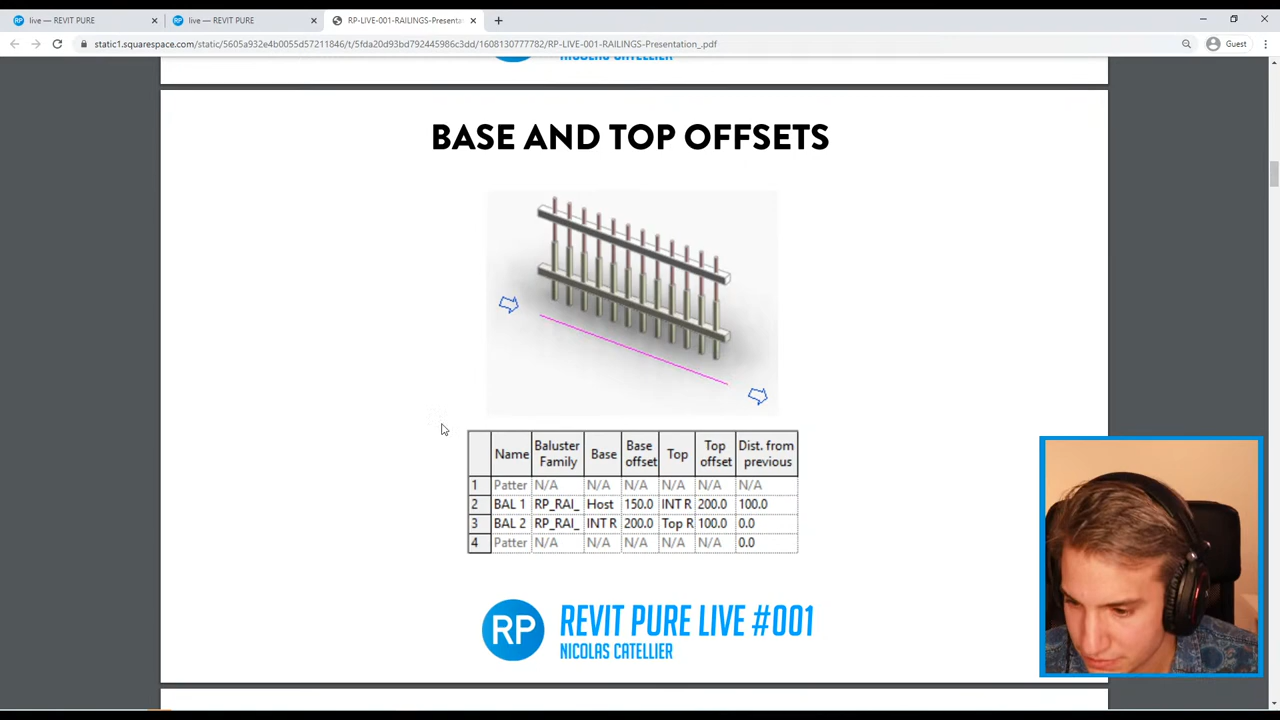 live — REVIT PURE
live — REVIT PURE
RP-LIVE-001-RAILINGS-Presentatio
static1.squarespace.com/static/5605a932e4b0055d57211846/t/5fda20d93bd792445986c3dd/1608130777782/RP-LIVE-001-RAILINGS-Presentation_.pdf
Guest
NICOLAS CATELLIER
BASE AND TOP OFFSETS
Name Baluster Family Base Base offset Top Top offset Dist. from previous
1 Patter N/A N/A N/A N/A N/A N/A
2 BAL 1 RP_RAI_ Host 150.0 INT R 200.0 100.0
3 BAL 2 RP_RAI_ INT R 200.0 Top R 100.0 0.0
4 Patter N/A N/A N/A N/A N/A 0.0
RP REVIT PURE LIVE #001
NICOLAS CATELLIER